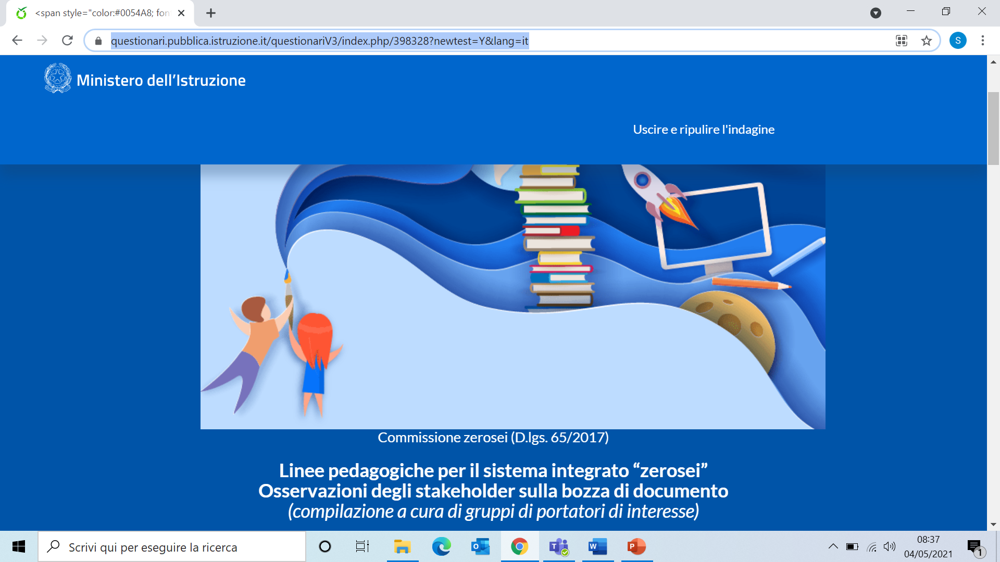 <span style="color:#0054A8; fon
questionari.pubblica.istruzione.it/questionariV3/index.php/398328?newtest=Y&lang=it
S
Ministero dell'Istruzione
Uscire e ripulire l'indagine
Commissione zerosei (D.lgs. 65/2017)
Linee pedagogiche per il sistema integrato “zerosei”
Osservazioni degli stakeholder sulla bozza di documento
(compilazione a cura di gruppi di portatori di interesse)
Scrivi qui per eseguire la ricerca
08:37
04/05/2021
1